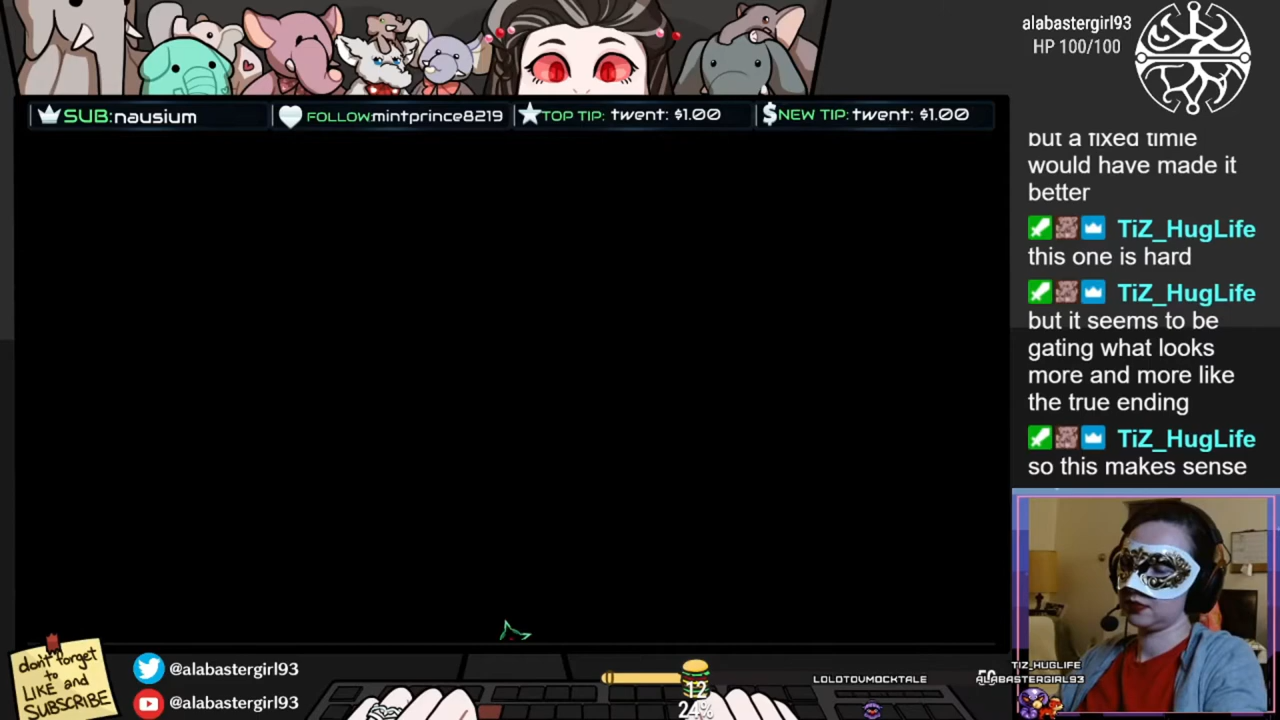 alabastergirl93
HP 100/100
SUB:nausium
FOLLOW:mintprince8219
TOP TIP: twent: $1.00
$NEW TIP: twent: $1.00
but a fixed timie
would have made it
better
TiZ_HugLife
this one is hard
TiZ_HugLife
but it seems to be
gating what looks
more and more like
the true ending
TiZ_HugLife
so this makes sense
don't forget
to
LIKE and
SUBSCRIBE
@alabastergirl93
@alabastergirl93
12
24%
LOLOTOVMOCKTALE
TIZ_HUGLIFE
50
ALABASTERGIRL93